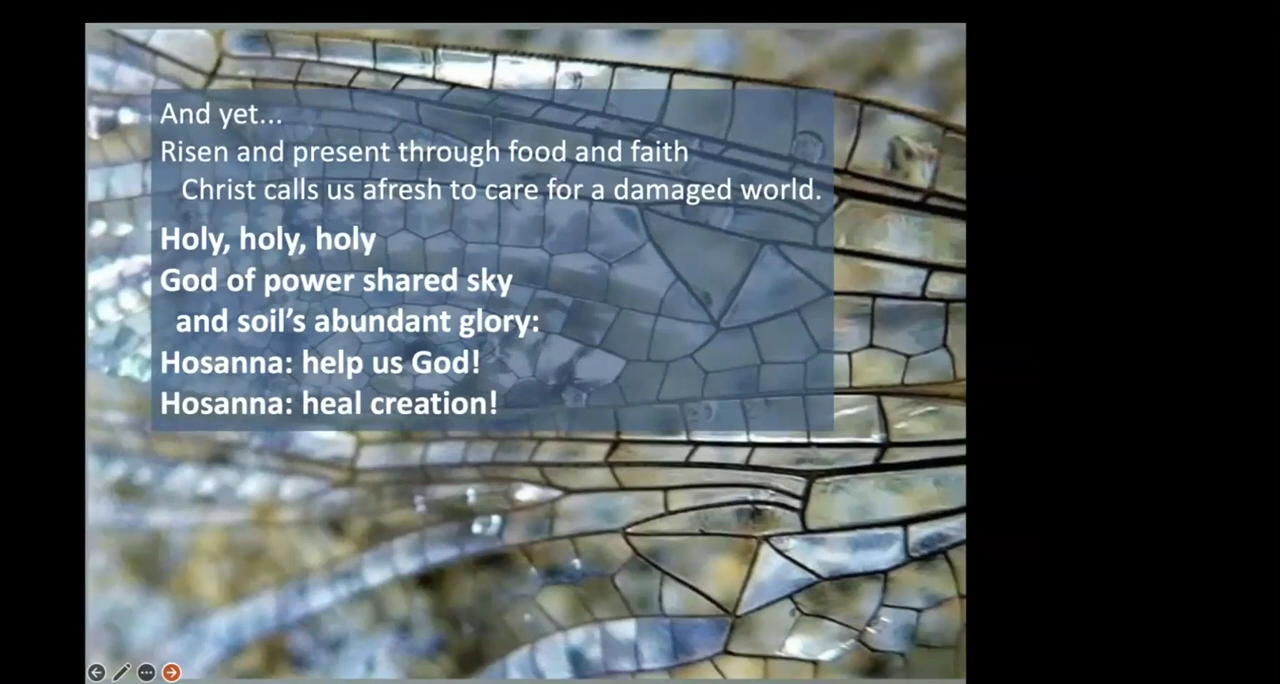 And yet...
Risen and present through food and faith
Christ calls us afresh to care for a damaged world.
Holy, holy, holy
God of power shared sky
and soil’s abundant glory:
Hosanna: help us God!
Hosanna: heal creation!